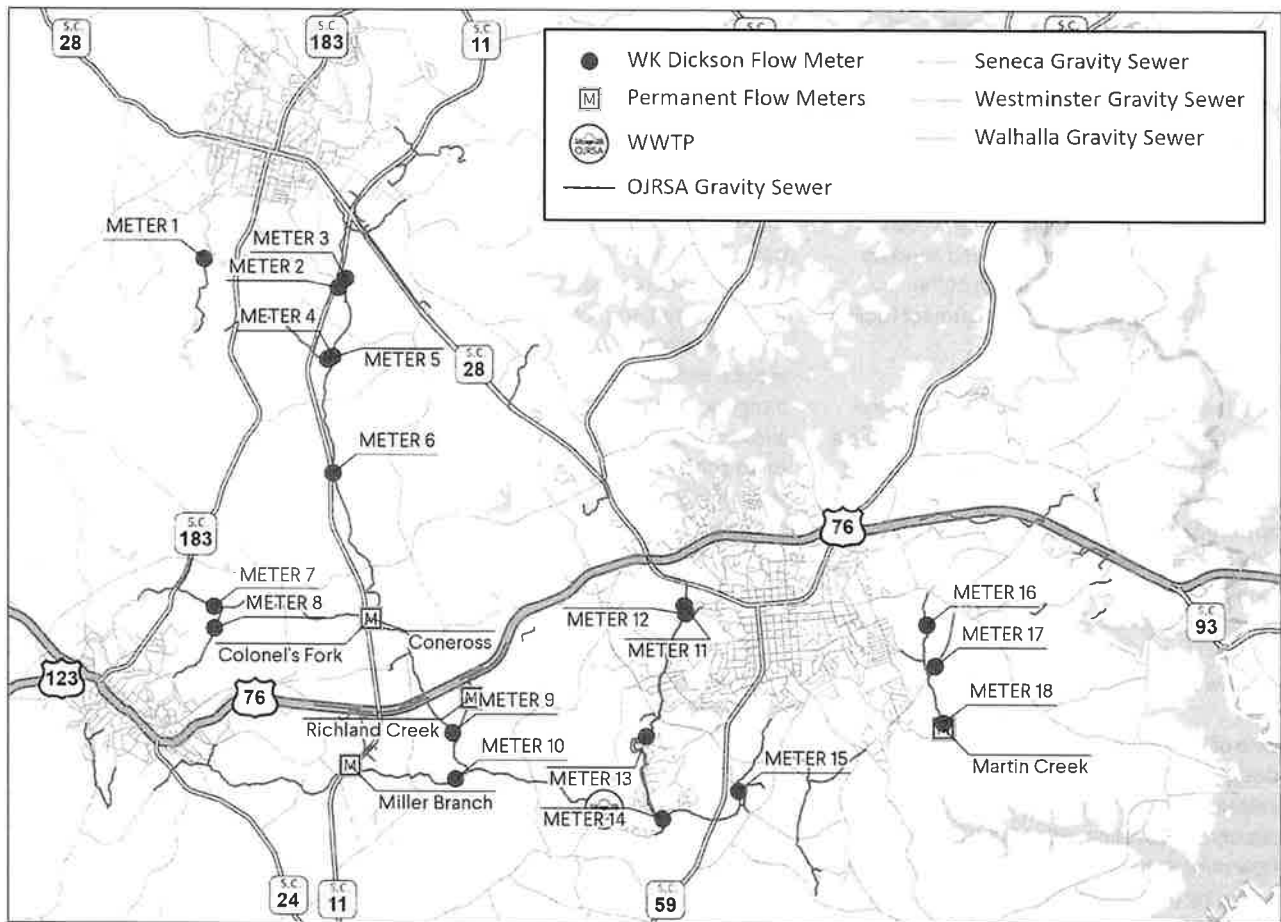 S.C.
28
S.C.
183
S.C.
11
S.C.
S.C.
WK Dickson Flow Meter
M
Permanent Flow Meters
OJRSA
WWTP
OJRSA Gravity Sewer
Seneca Gravity Sewer
Westminster Gravity Sewer
Walhalla Gravity Sewer
METER 1
METER 3
METER 2
METER 4
METER 5
S.C.
28
METER 6
76
S.C.
183
METER 7
METER 8
M
Coneross
Colonel's Fork
METER 12
METER 11
METER 16
METER 17
S.C.
93
123
76
M
METER 9
Richland Creek
METER 10
METER 18
M
Martin Creek
M
Miller Branch
METER 13
METER 15
METER 14
S.C.
24
S.C.
11
S.C.
59